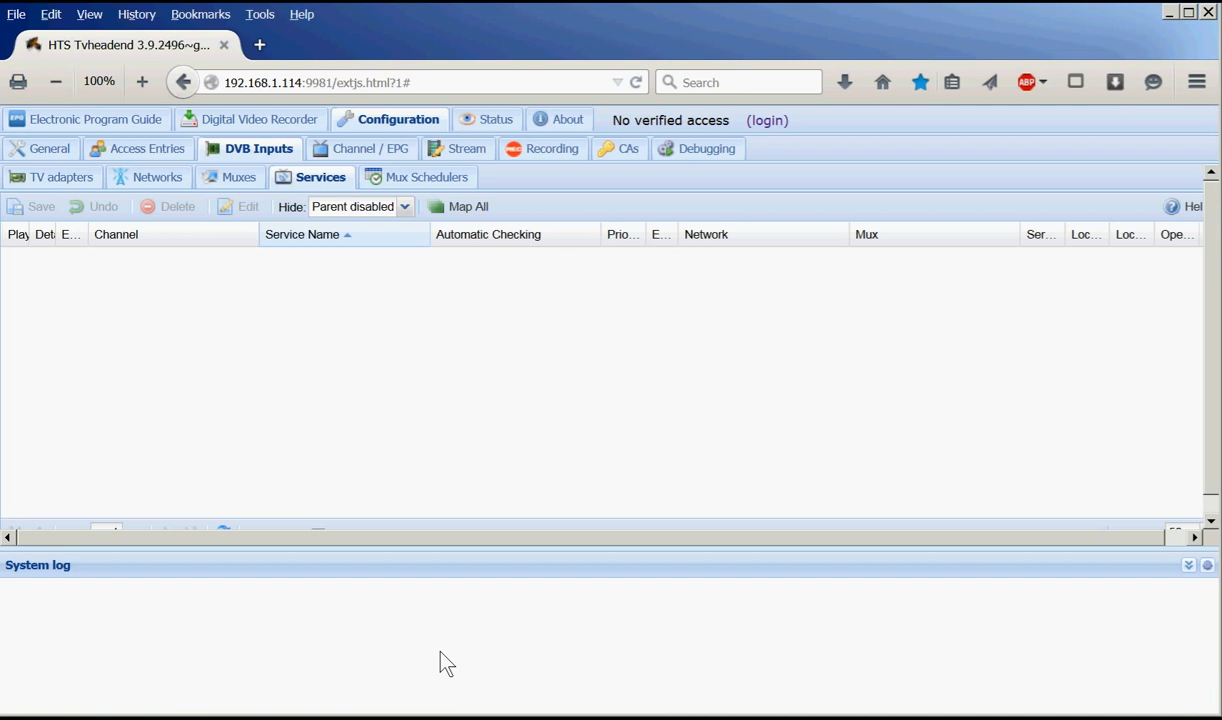 File Edit View History Bookmarks Tools Help
HTS Tvheadend 3.9.2496~g...
100% 192.168.1.114:9981/extjs.html?1# Search ABP
EPG Electronic Program Guide Digital Video Recorder Configuration Status About No verified access (login)
General Access Entries DVB Inputs Channel / EPG Stream REC Recording CAs Debugging
TV adapters Networks Muxes Services Mux Schedulers
Save Undo Delete Edit Hide: Parent disabled Map All Hel
Play Deta E... Channel Service Name Automatic Checking Prio... E... Network Mux Ser... Loc... Loc... Ope...
System log